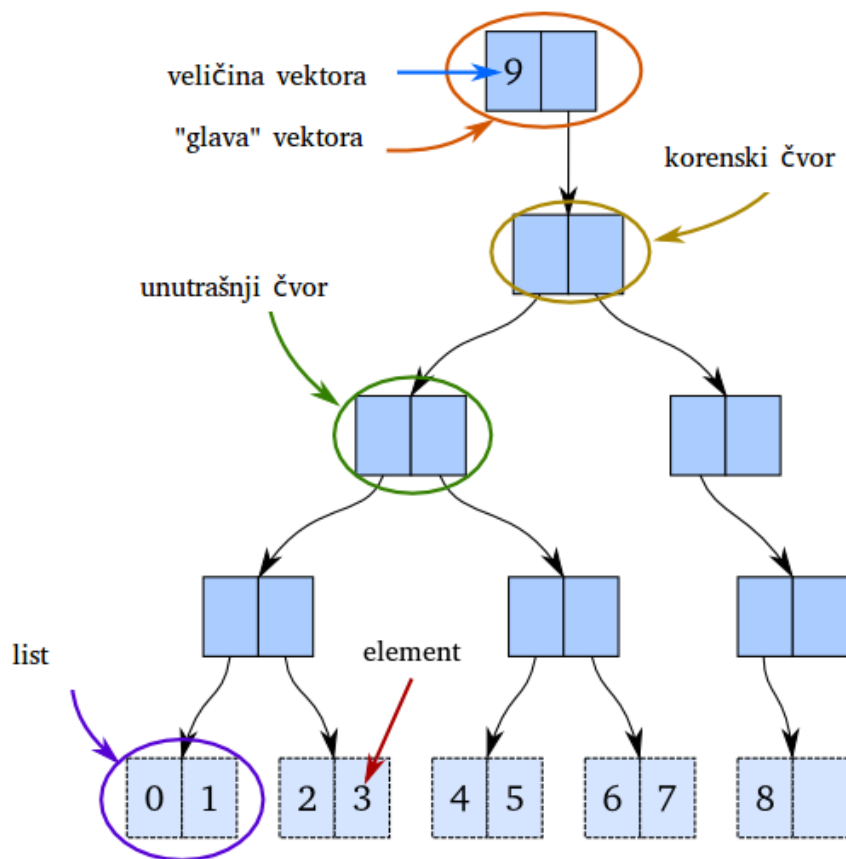 veličina vektora
9
"glava" vektora
korenski čvor
unutrašnji čvor
list
element
0 1 2 3 4 5 6 7 8